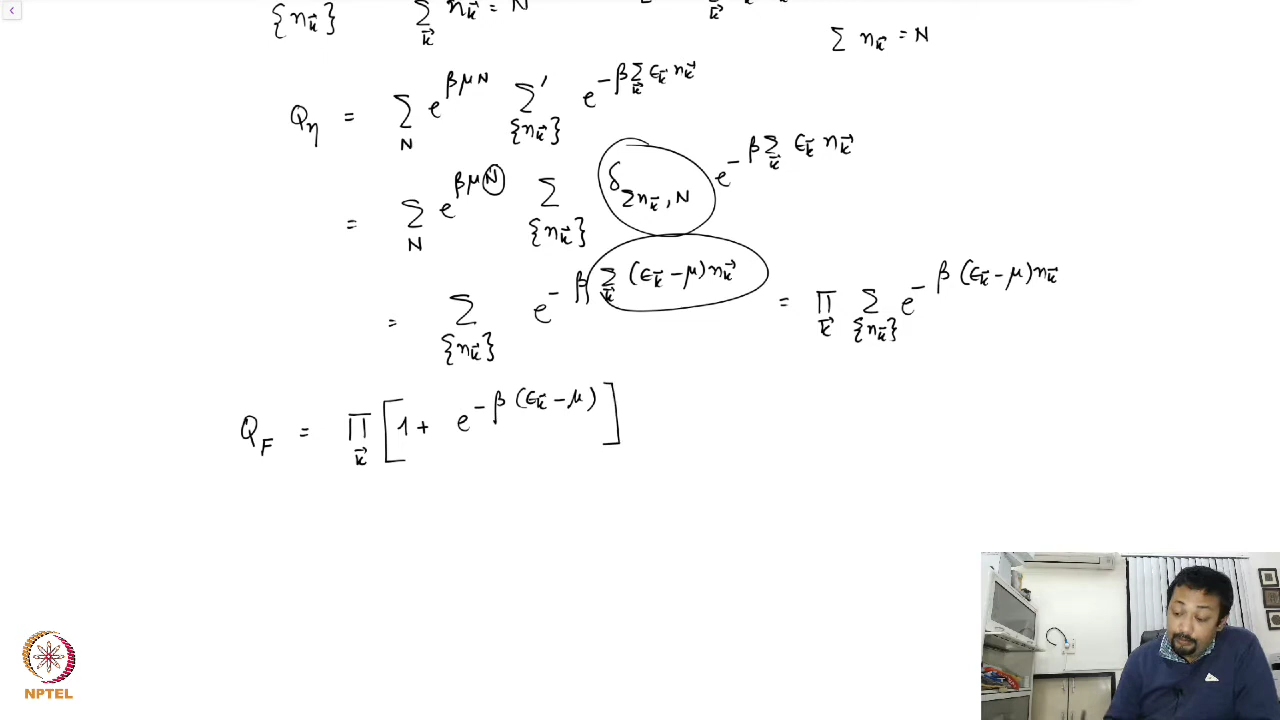 {n_k⃗} Σ_k⃗ n_k⃗ = N
Σ n_k⃗ = N
Q_η = Σ_N e^{βμN} Σ'_{{n_k⃗}} e^{-β Σ_k⃗ ε_k⃗ n_k⃗}
= Σ_N e^{βμN} Σ_{{n_k⃗}} δ_{Σn_k⃗, N} e^{-β Σ_k⃗ ε_k⃗ n_k⃗}
= Σ_{{n_k⃗}} e^{-β Σ_k⃗ (ε_k⃗ - μ) n_k⃗} = Π_k⃗ Σ_{{n_k⃗}} e^{-β (ε_k⃗ - μ) n_k⃗}
Q_F = Π_k⃗ [1 + e^{-β (ε_k⃗ - μ)}]
NPTEL